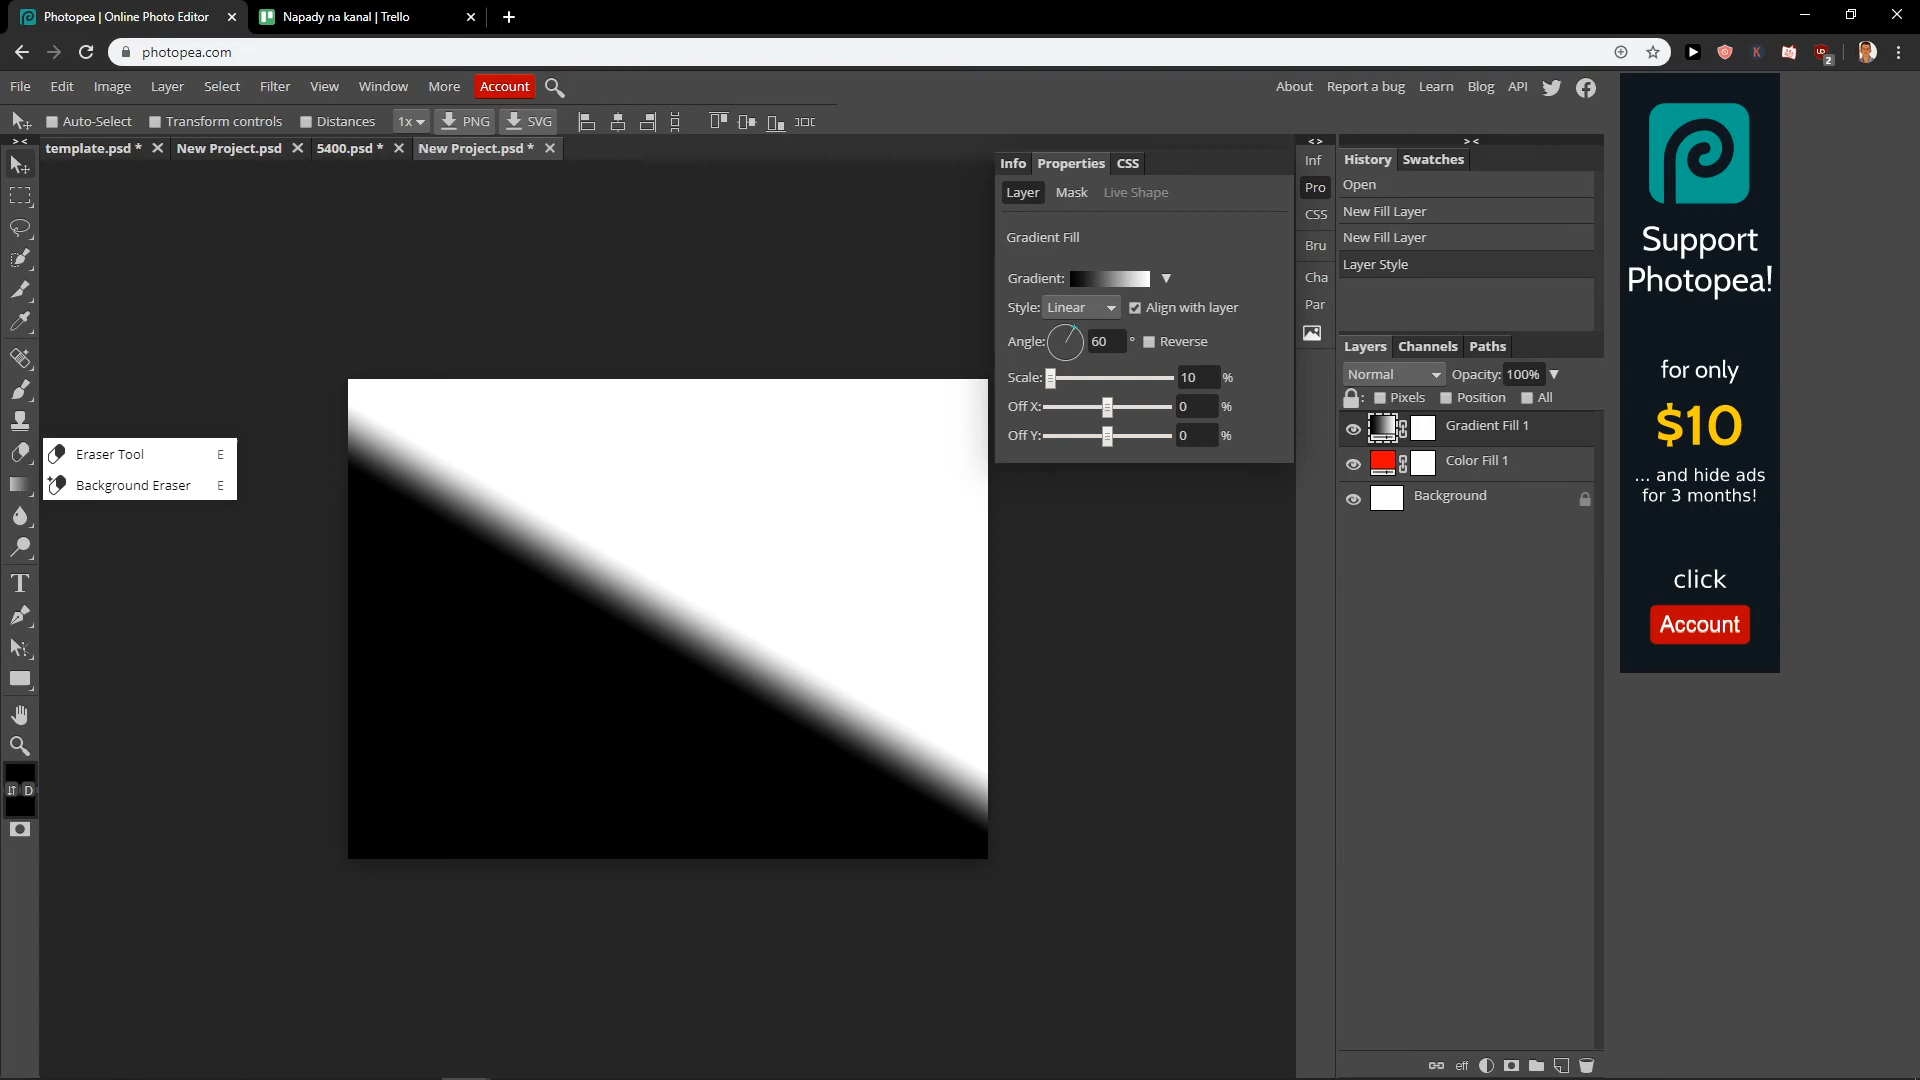 Photopea | Online Photo Editor
Napady na kanal | Trello
photopea.com
2
File Edit Image Layer Select Filter View Window More Account
About Report a bug Learn Blog API
Auto-Select Transform controls Distances 1x PNG SVG
template.psd * New Project.psd 5400.psd * New Project.psd *
Eraser Tool E
Background Eraser E
T
D
Info Properties CSS
Layer Mask Live Shape
Gradient Fill
Gradient:
Style: Linear Align with layer
Angle: 60 ° Reverse
Scale: 10 %
Off X: 0 %
Off Y: 0 %
< >
Inf
Pro
CSS
Bru
Cha
Par
> <
History Swatches
Open
New Fill Layer
New Fill Layer
Layer Style
Layers Channels Paths
Normal Opacity: 100%
: Pixels Position All
Gradient Fill 1
Color Fill 1
Background
eff
Support
Photopea!
for only
$10
... and hide ads
for 3 months!
click
Account